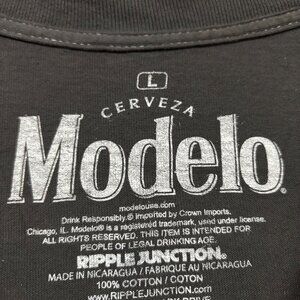 L
CERVEZA
Modelo®
modelousa.com
Drink Responsibly.® Imported by Crown Imports,
Chicago, IL. Modelo® is a registered trademark, used under license.
ALL RIGHTS RESERVED. THIS ITEM IS INTENDED FOR
PEOPLE OF LEGAL DRINKING AGE.
RIPPLE JUNCTION®
MADE IN NICARAGUA / FABRIQUE AU NICARAGUA
100% COTTON / COTON
WWW.RIPPLEJUNCTION.COM